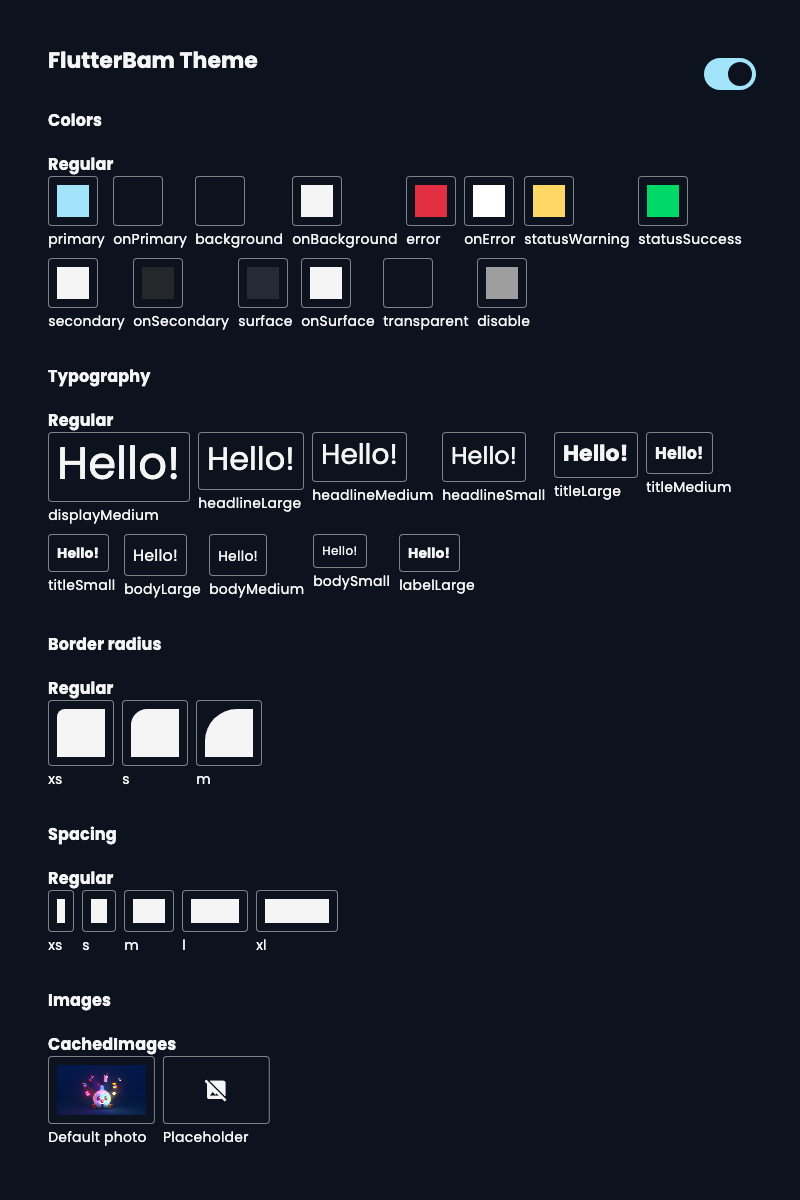 FlutterBam Theme
Colors
Regular
primary onPrimary background onBackground error onError statusWarning statusSuccess
secondary onSecondary surface onSurface transparent disable
Typography
Regular
Hello! Hello! Hello! Hello! Hello! Hello!
displayMedium headlineLarge headlineMedium headlineSmall titleLarge titleMedium
Hello! Hello! Hello! Hello! Hello!
titleSmall bodyLarge bodyMedium bodySmall labelLarge
Border radius
Regular
xs s m
Spacing
Regular
xs s m l xl
Images
CachedImages
Default photo Placeholder